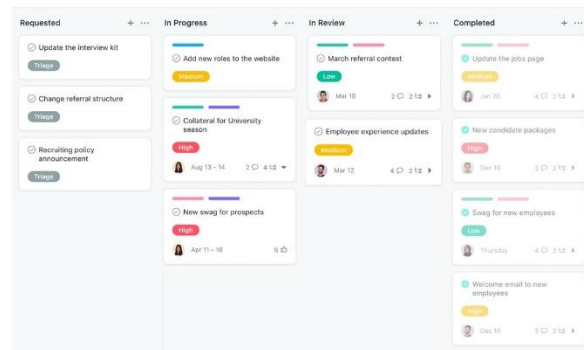 Requested
Update the interview kit
Triage
Change referral structure
Triage
Recruiting policy
announcement
Triage
In Progress
Add new roles to the website
Medium
Collateral for University
season
High
Aug 13 – 14
2
4
New swag for prospects
High
Apr 11 – 18
6
In Review
March referral contest
Low
Mar 19
2
2
Employee experience updates
Medium
Mar 12
4
2
Completed
Update the jobs page
Medium
Jan 20
4
2
New candidate packages
High
Dec 10
2
Swag for new employees
Low
Thursday
4
2
Welcome email to new
employees
High
Dec 10
2